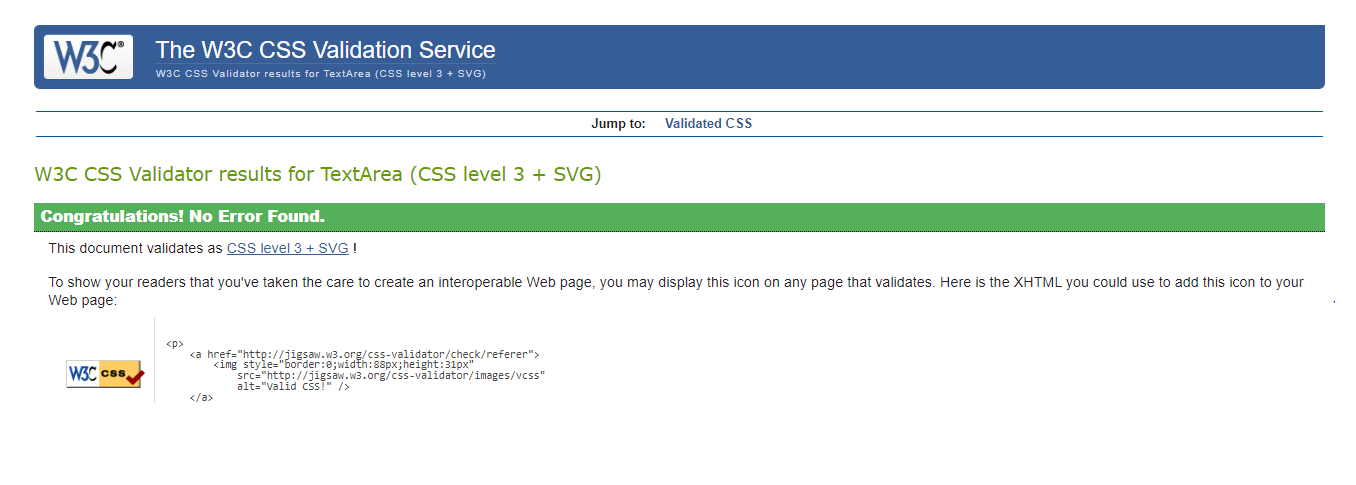 W3C®
The W3C CSS Validation Service
W3C CSS Validator results for TextArea (CSS level 3 + SVG)
Jump to: Validated CSS
W3C CSS Validator results for TextArea (CSS level 3 + SVG)
Congratulations! No Error Found.
This document validates as CSS level 3 + SVG !
To show your readers that you've taken the care to create an interoperable Web page, you may display this icon on any page that validates. Here is the XHTML you could use to add this icon to your
Web page:
W3C css
<p>
<a href="http://jigsaw.w3.org/css-validator/check/referer">
<img style="border:0;width:88px;height:31px"
src="http://jigsaw.w3.org/css-validator/images/vcss"
alt="Valid CSS!" />
</a>